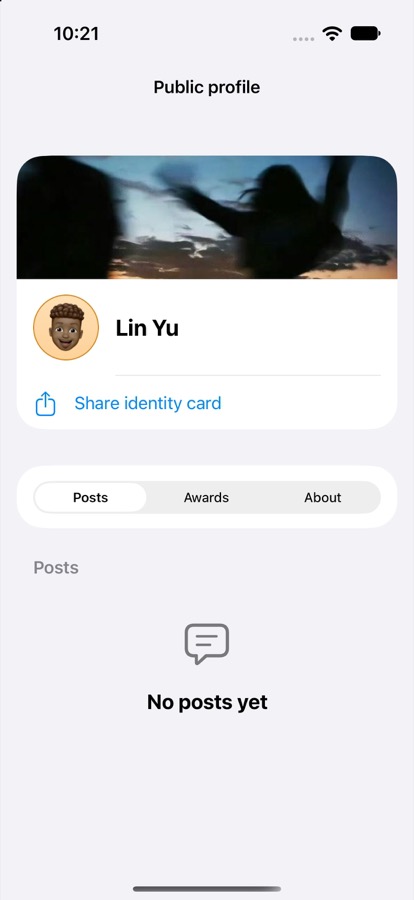 10:21
Public profile
Lin Yu
Share identity card
Posts
Awards
About
Posts
No posts yet